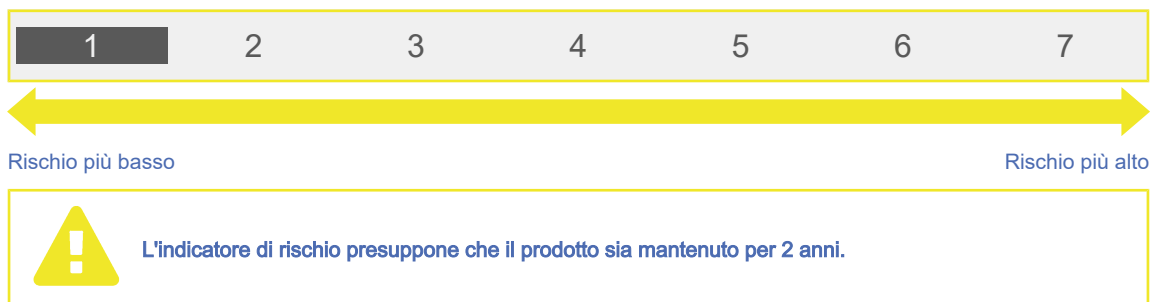 1 2 3 4 5 6 7
Rischio più basso Rischio più alto
L'indicatore di rischio presuppone che il prodotto sia mantenuto per 2 anni.